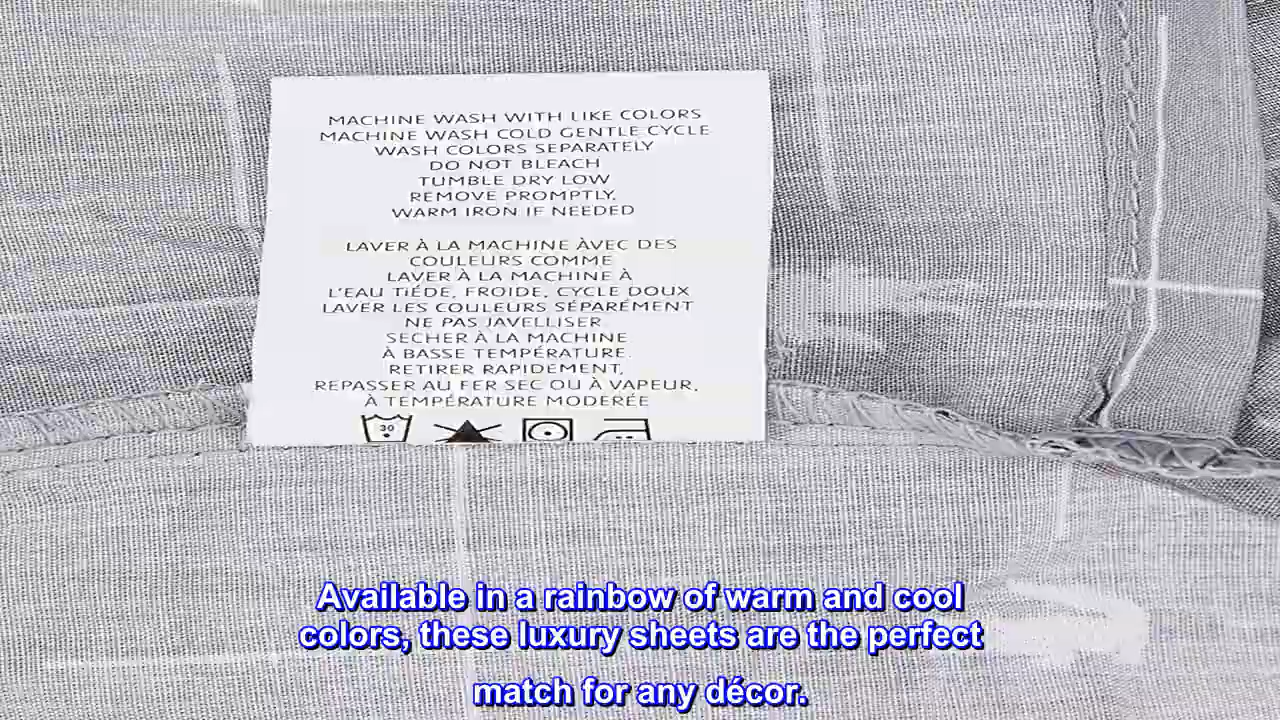 MACHINE WASH WITH LIKE COLORS
MACHINE WASH COLD GENTLE CYCLE
WASH COLORS SEPARATELY
DO NOT BLEACH
TUMBLE DRY LOW
REMOVE PROMPTLY.
WARM IRON IF NEEDED
LAVER À LA MACHINE ÀVEC DES
COULEURS COMME
LAVER À LA MACHINE À
L'EAU TIÉDE, FROIDE, CYCLE DOUX
LAVER LES COULEURS SÉPARÉMENT
NE PAS JAVELLISER
SECHER À LA MACHINE
À BASSE TEMPÉRATURE.
RETIRER RAPIDEMENT,
REPASSER AU FER SEC OU À VAPEUR,
À TEMPÉRATURE MODERÉE
30
Available in a rainbow of warm and cool
colors, these luxury sheets are the perfect
match for any décor.